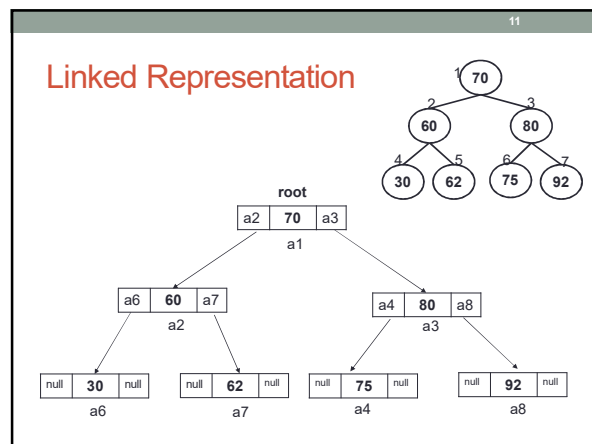 11
Linked Representation
1 70
2 3
60 80
4 5 6 7
30 62 75 92
root
a2 70 a3
a1
a6 60 a7 a4 80 a8
a2 a3
null 30 null null 62 null null 75 null null 92 null
a6 a7 a4 a8